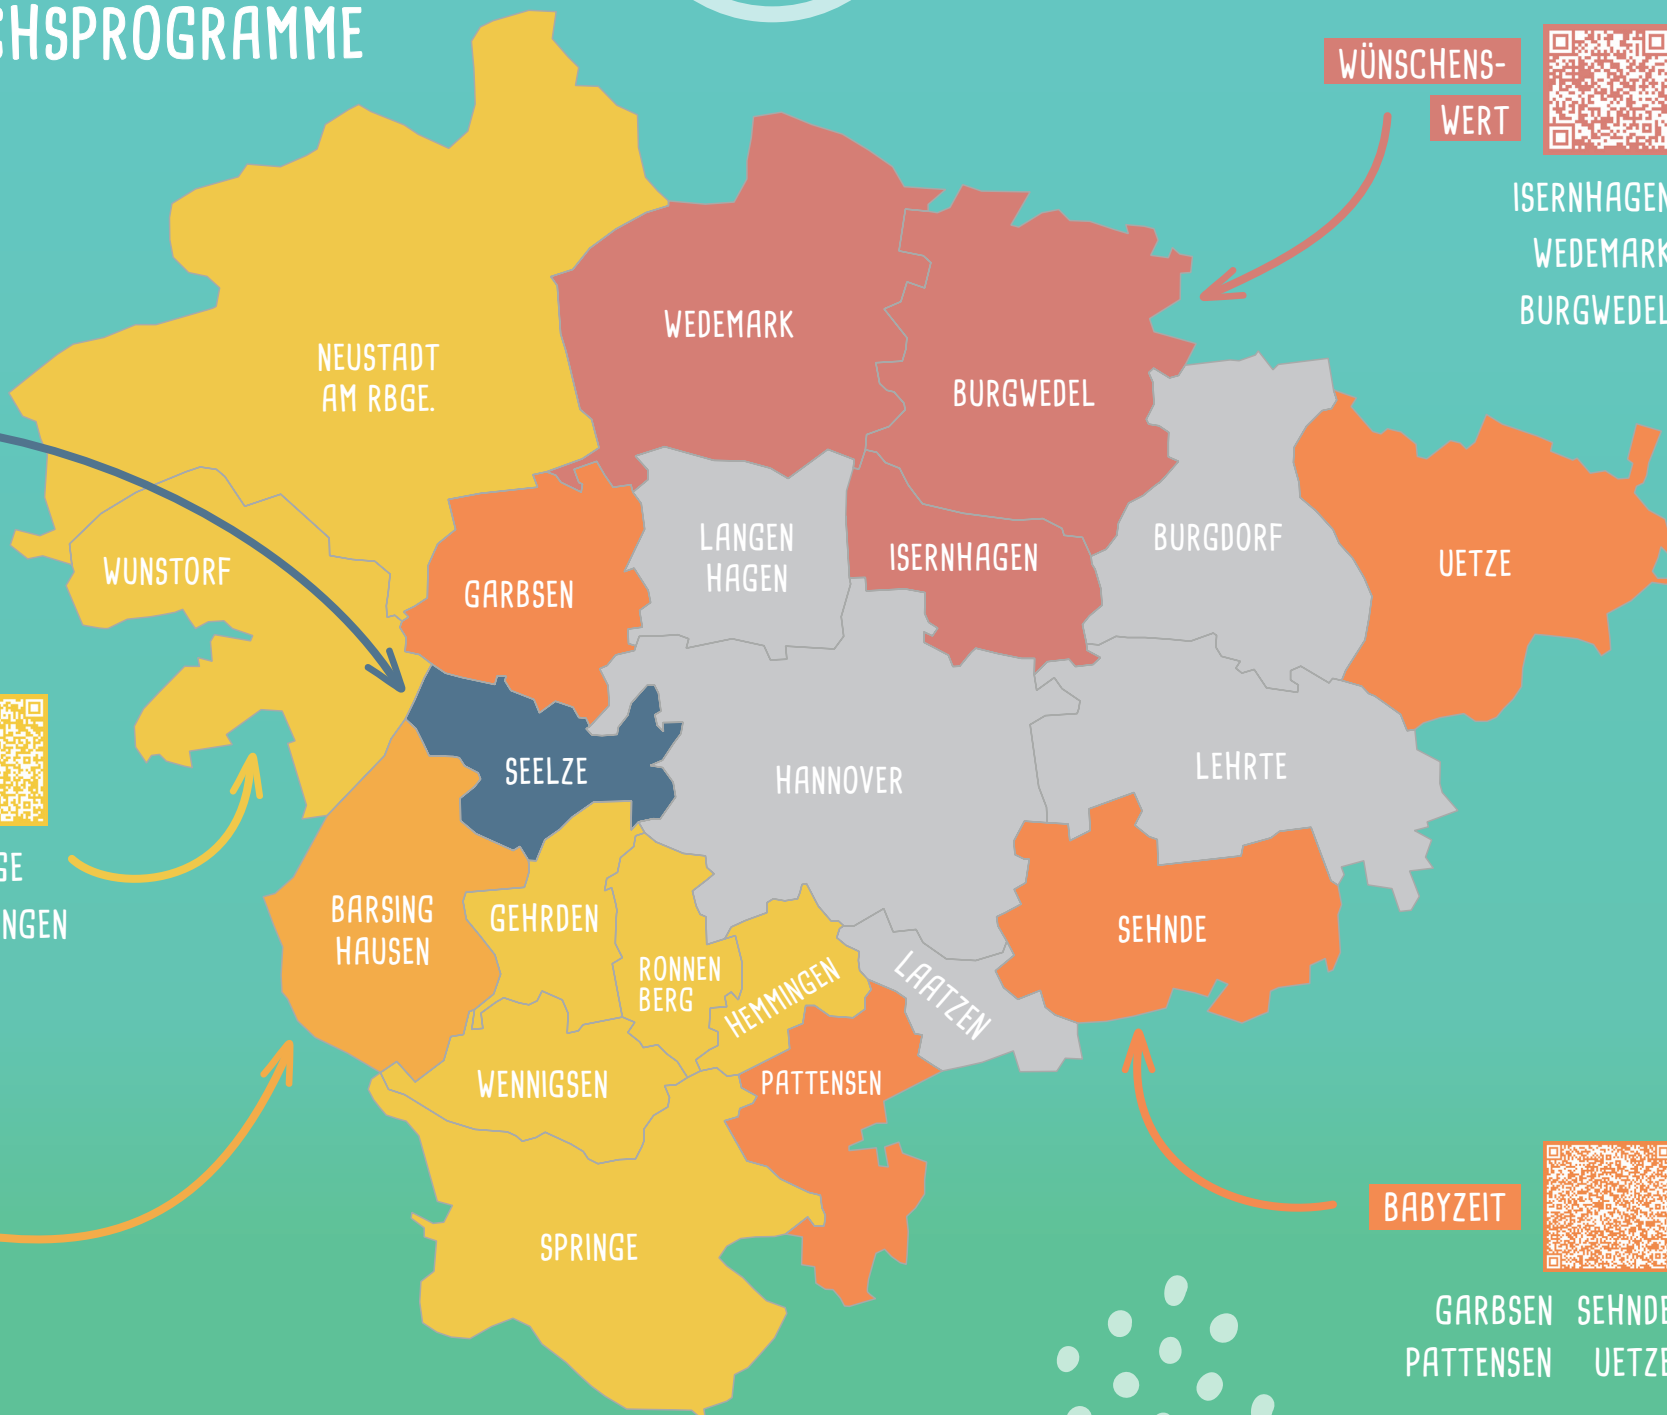 CHSPROGRAMME
WÜNSCHENS-
WERT
ISERNHAGEN
WEDEMARK
BURGWEDEL
NEUSTADT
AM RBGE.
WEDEMARK
BURGWEDEL
WUNSTORF
GARBSEN
LANGEN
HAGEN
ISERNHAGEN
BURGDORF
UETZE
SEELZE
HANNOVER
LEHRTE
GE
NGEN
BARSING
HAUSEN
GEHRDEN
RONNEN
BERG
HEMMINGEN
LAATZEN
SEHNDE
WENNIGSEN
PATTENSEN
SPRINGE
BABYZEIT
GARBSEN SEHNDE
PATTENSEN UETZE